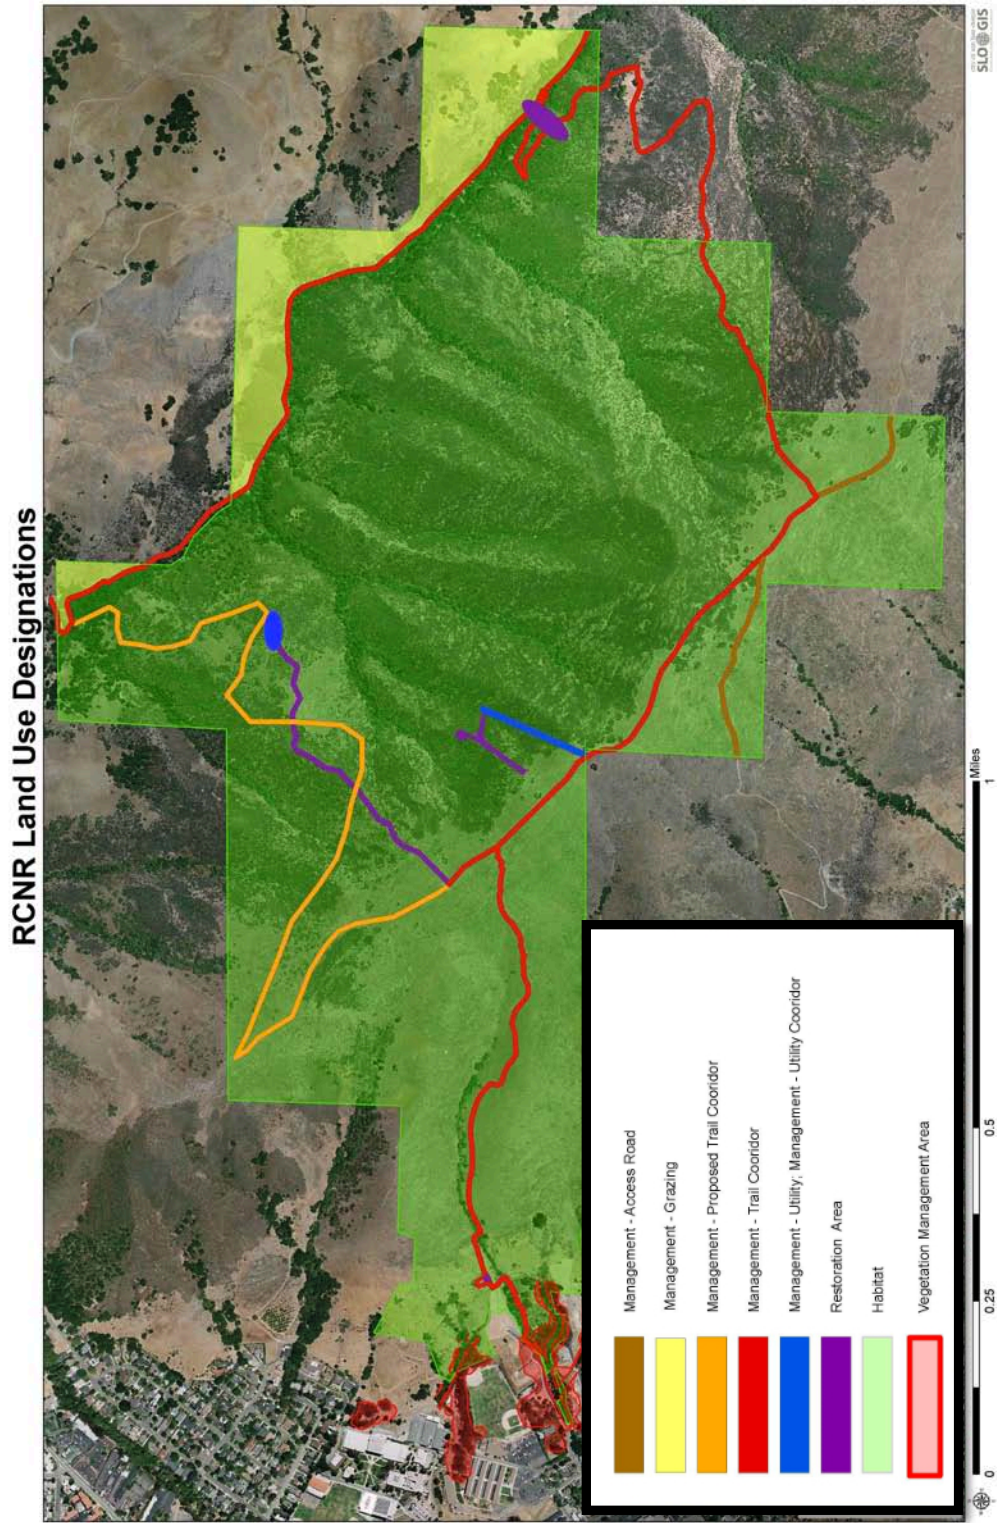 RCNR Land Use Designations
SLO GIS
Management - Access Road
Management - Grazing
Management - Proposed Trail Cooridor
Management - Trail Cooridor
Management - Utility; Management - Utility Cooridor
Restoration Area
Habitat
Vegetation Management Area
0 0.25 0.5 1
Miles